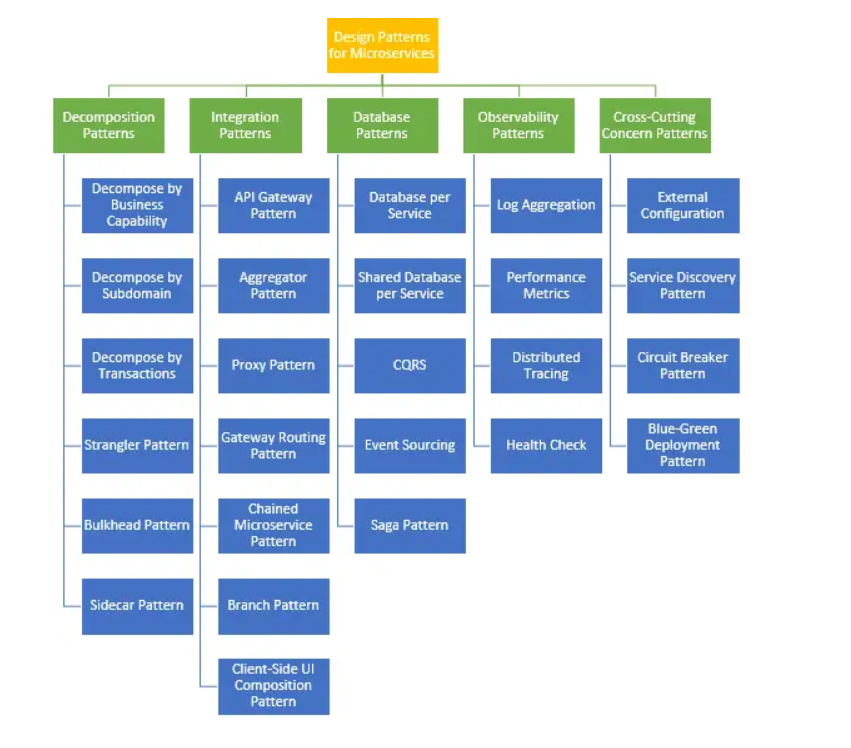 Design Patterns
for Microservices
Decomposition
Patterns
Integration
Patterns
Database
Patterns
Observability
Patterns
Cross-Cutting
Concern Patterns
Decompose by
Business
Capability
Decompose by
Subdomain
Decompose by
Transactions
Strangler Pattern
Bulkhead Pattern
Sidecar Pattern
API Gateway
Pattern
Aggregator
Pattern
Proxy Pattern
Gateway Routing
Pattern
Chained
Microservice
Pattern
Branch Pattern
Client-Side UI
Composition
Pattern
Database per
Service
Shared Database
per Service
CQRS
Event Sourcing
Saga Pattern
Log Aggregation
Performance
Metrics
Distributed
Tracing
Health Check
External
Configuration
Service Discovery
Pattern
Circuit Breaker
Pattern
Blue-Green
Deployment
Pattern